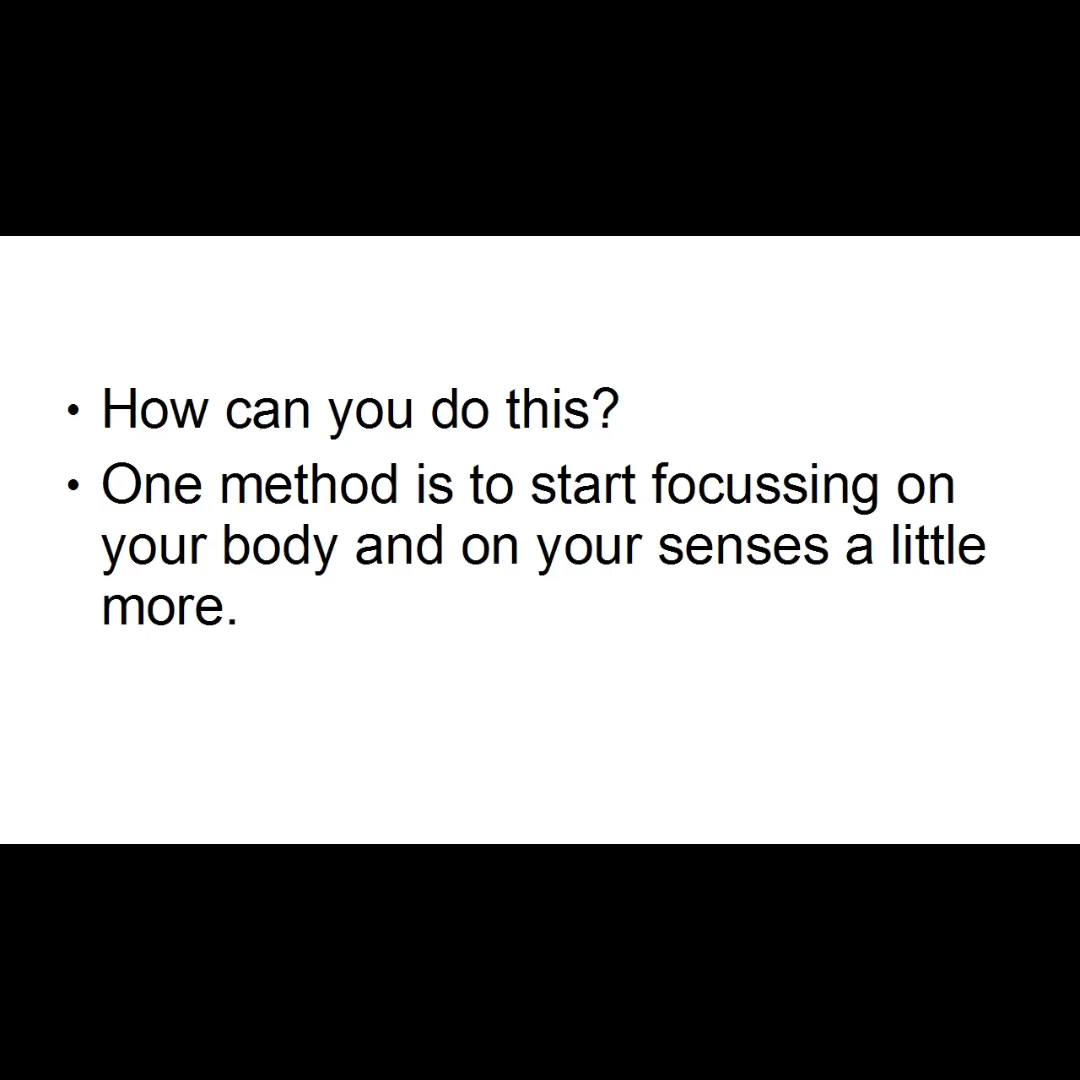 • How can you do this?
• One method is to start focussing on
your body and on your senses a little
more.